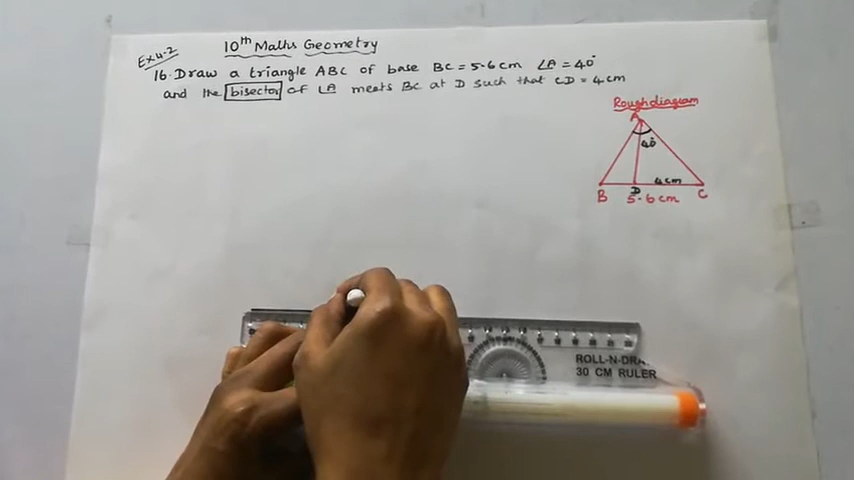 Ex 4.2
10th Maths Geometry
16. Draw a triangle ABC of base BC = 5.6 cm ∠A = 40°
and the bisector of ∠A meets BC at D such that CD = 4 cm
Rough diagram
A
40°
4 cm
B D C
5.6 cm
ROLL-N-DRA
30 CM RULER